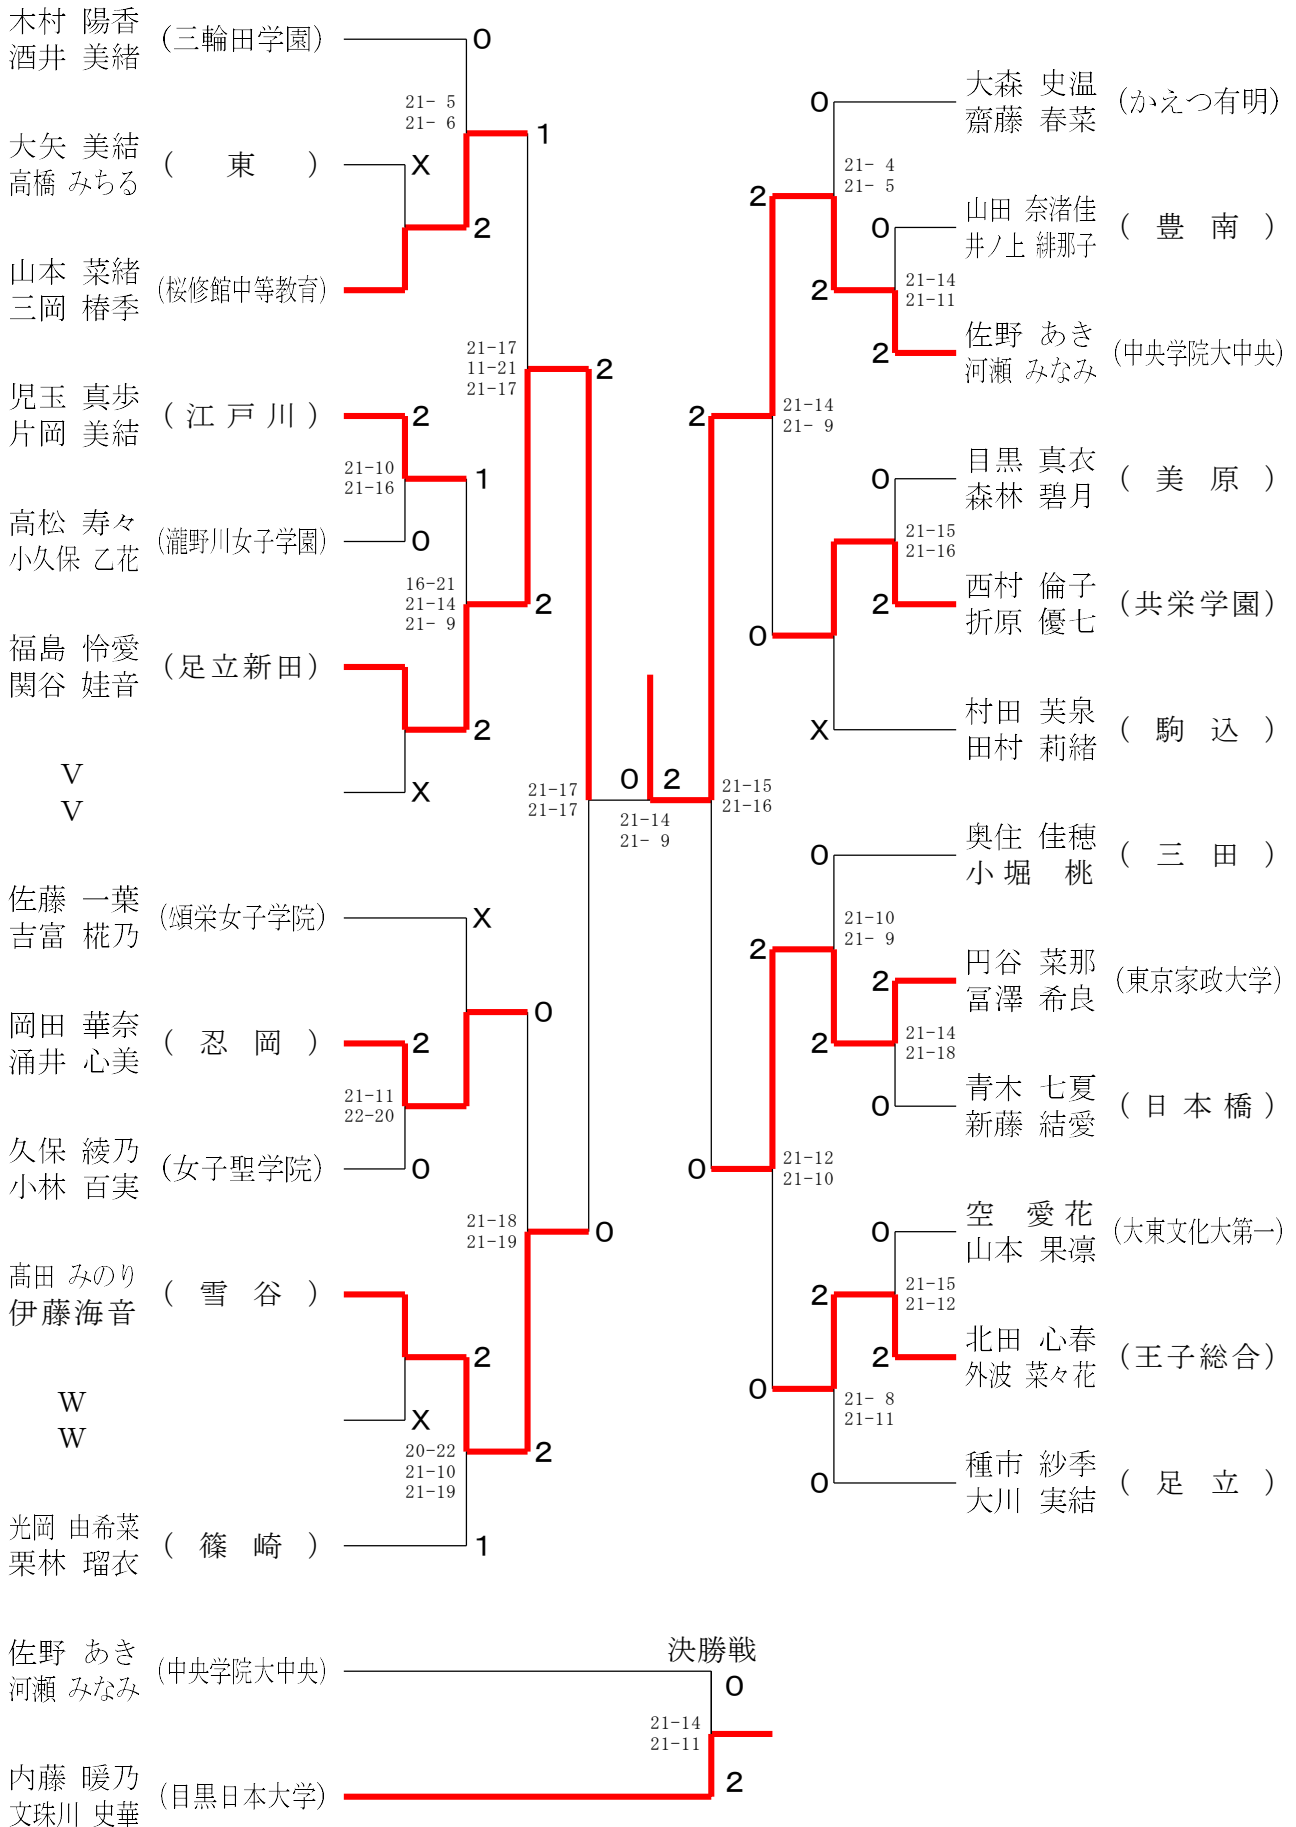 木村 陽香
酒井 美緒
(三輪田学園)
0
21- 5
21- 6
1
大矢 美結
高橋 みちる
( 東 )
X
2
山本 菜緒
三岡 椿季
(桜修館中等教育)
21-17
11-21
21-17
2
児玉 真歩
片岡 美結
(江戸川)
2
21-10
21-16
1
高松 寿々
小久保 乙花
(瀧野川女子学園)
0
16-21
21-14
21- 9
2
福島 怜愛
関谷 娃音
(足立新田)
2
V
V
X
21-17
21-17
佐藤 一葉
吉富 椛乃
(頌栄女子学院)
X
0
岡田 華奈
涌井 心美
( 忍 岡 )
2
21-11
22-20
久保 綾乃
小林 百実
(女子聖学院)
0
21-18
21-19
0
髙田 みのり
伊藤海音
( 雪 谷 )
2
W
W
X
20-22
21-10
21-19
2
光岡 由希菜
栗林 瑠衣
( 篠 崎 )
1
0 2
21-14
21- 9
0
大森 史温
齋藤 春菜
(かえつ有明)
21- 4
21- 5
2
0
山田 奈渚佳
井ノ上 緋那子
( 豊 南 )
2
21-14
21-11
2
佐野 あき
河瀬 みなみ
(中央学院大中央)
2
21-14
21- 9
0
目黒 真衣
森林 碧月
( 美 原 )
21-15
21-16
2
西村 倫子
折原 優七
(共栄学園)
0
X
村田 芙泉
田村 莉緒
( 駒 込 )
21-15
21-16
0
奥住 佳穂
小堀 桃
( 三 田 )
21-10
21- 9
2
2
円谷 菜那
冨澤 希良
(東京家政大学)
2
21-14
21-18
0
青木 七夏
新藤 結愛
(日本橋)
0
21-12
21-10
0
空 愛花
山本 果凛
(大東文化大第一)
2
21-15
21-12
2
北田 心春
外波 菜々花
(王子総合)
0
21- 8
21-11
0
種市 紗季
大川 実結
( 足 立 )
決勝戦
佐野 あき
河瀬 みなみ
(中央学院大中央)
0
21-14
21-11
内藤 暖乃
文珠川 史華
(目黒日本大学)
2